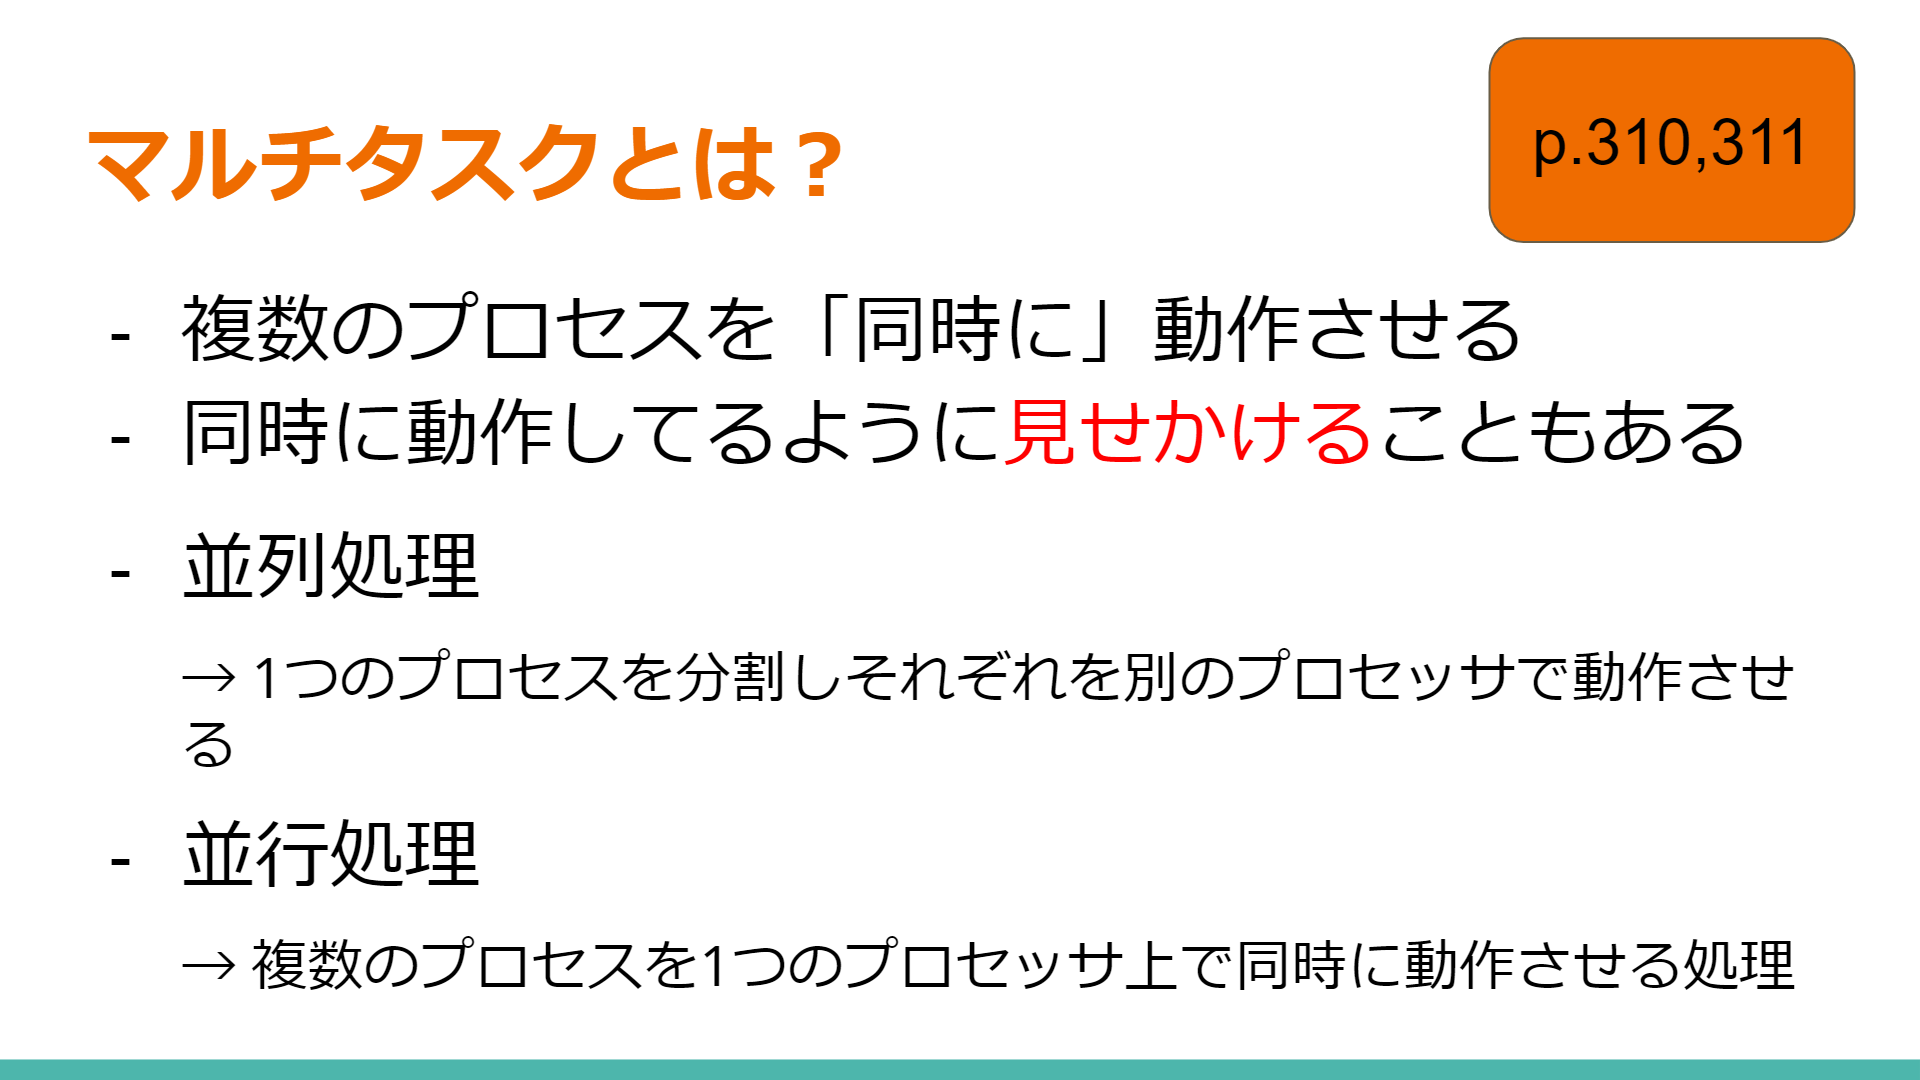 マルチタスクとは？
p.310,311
- 複数のプロセスを「同時に」動作させる
- 同時に動作してるように見せかけることもある
- 並列処理
→ 1つのプロセスを分割しそれぞれを別のプロセッサで動作させ
る
- 並行処理
→ 複数のプロセスを1つのプロセッサ上で同時に動作させる処理